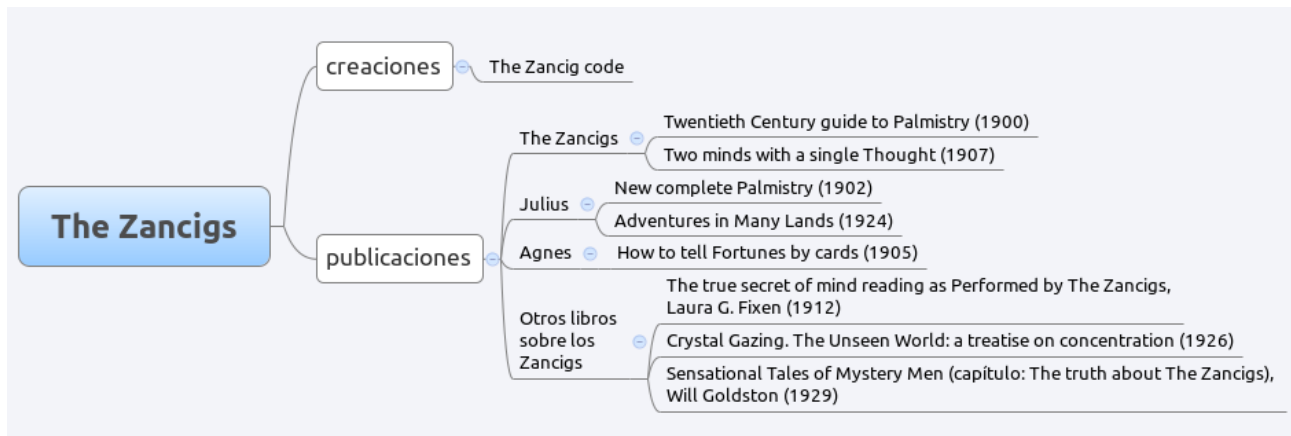 The Zancigs
creaciones
The Zancig code
publicaciones
The Zancigs
Twentieth Century guide to Palmistry (1900)
Two minds with a single Thought (1907)
Julius
New complete Palmistry (1902)
Adventures in Many Lands (1924)
Agnes
How to tell Fortunes by cards (1905)
Otros libros
sobre los
Zancigs
The true secret of mind reading as Performed by The Zancigs,
Laura G. Fixen (1912)
Crystal Gazing. The Unseen World: a treatise on concentration (1926)
Sensational Tales of Mystery Men (capítulo: The truth about The Zancigs),
Will Goldston (1929)